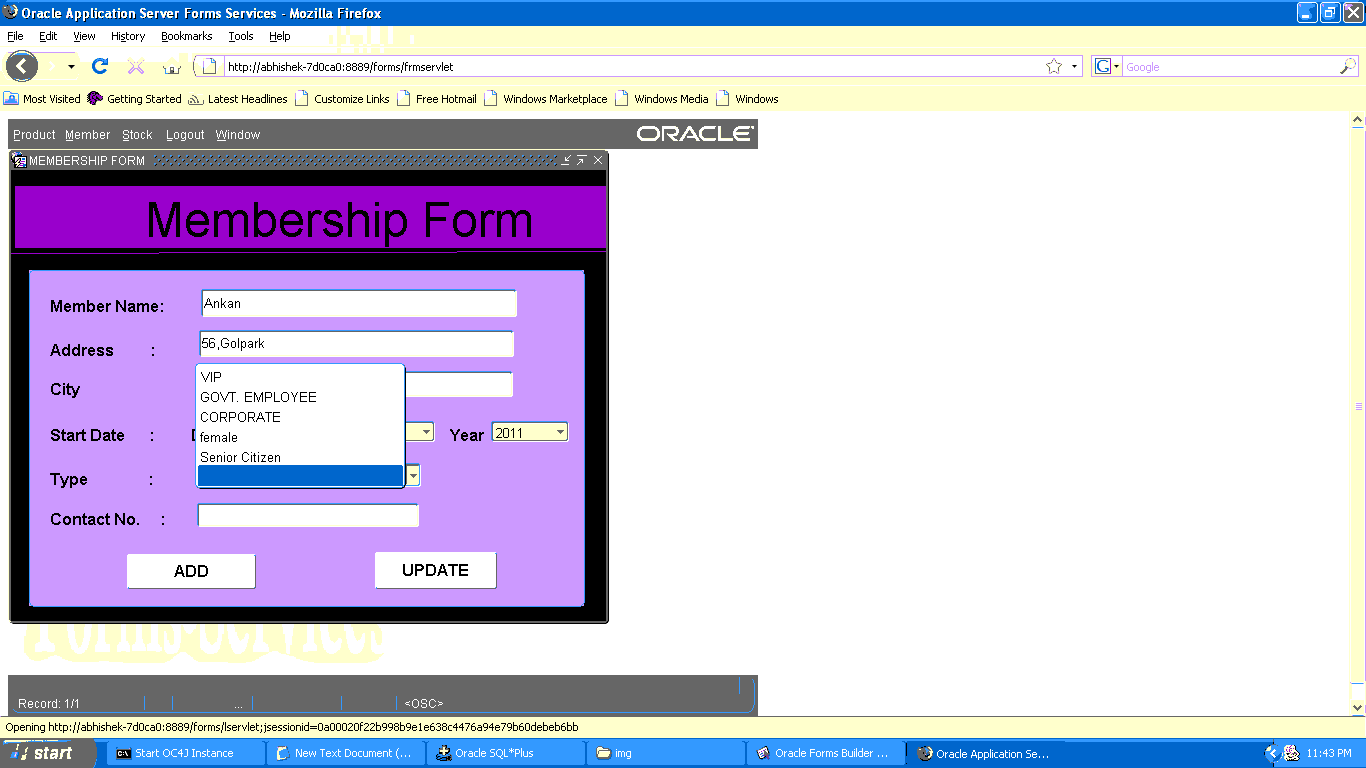 Oracle Application Server Forms Services - Mozilla Firefox
File Edit View History Bookmarks Tools Help
http://abhishek-7d0ca0:8889/forms/frmservlet
G Google
Most Visited Getting Started Latest Headlines Customize Links Free Hotmail Windows Marketplace Windows Media Windows
Product Member Stock Logout Window ORACLE
MEMBERSHIP FORM
Membership Form
Member Name: Ankan
Address : 56,Golpark
City
VIP
GOVT. EMPLOYEE
CORPORATE
female
Senior Citizen
Start Date : Year 2011
Type :
Contact No. :
ADD UPDATE
Forms Services
Record: 1/1 ... <OSC>
Opening http://abhishek-7d0ca0:8889/forms/lservlet;jsessionid=0a00020f22b998b9e1e638c4476a94e79b60debeb6bb
start Start OC4J Instance New Text Document (... Oracle SQL*Plus img Oracle Forms Builder ... Oracle Application Se... 11:43 PM